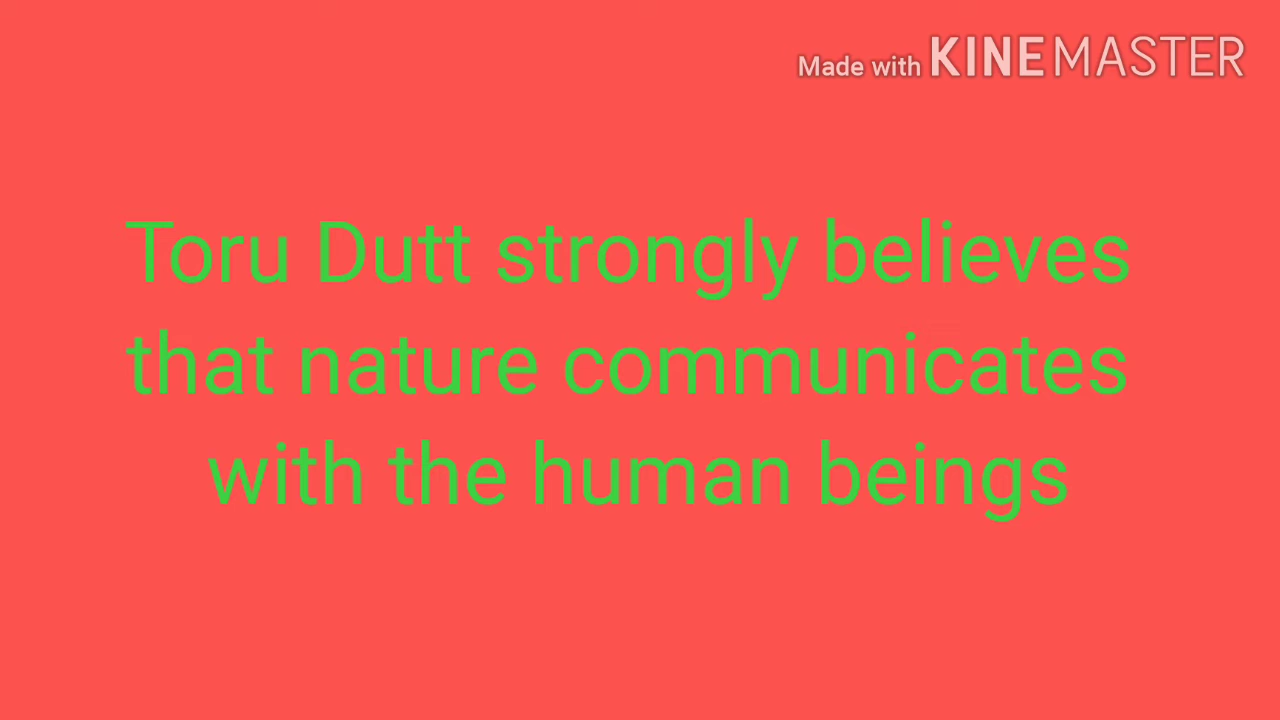 Made with KINEMASTER
Toru Dutt strongly believes
that nature communicates
with the human beings